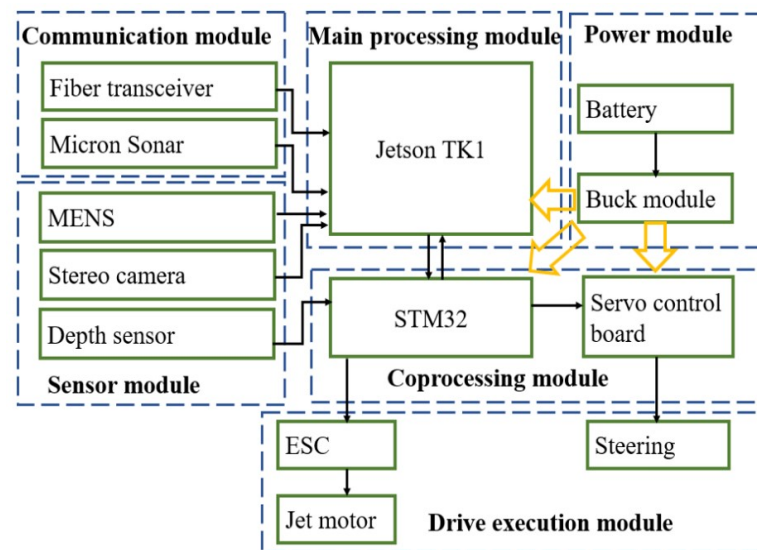 Communication module
Fiber transceiver
Micron Sonar
MENS
Stereo camera
Depth sensor
Sensor module
Main processing module
Jetson TK1
Power module
Battery
Buck module
STM32
Servo control
board
Coprocessing module
ESC
Jet motor
Steering
Drive execution module